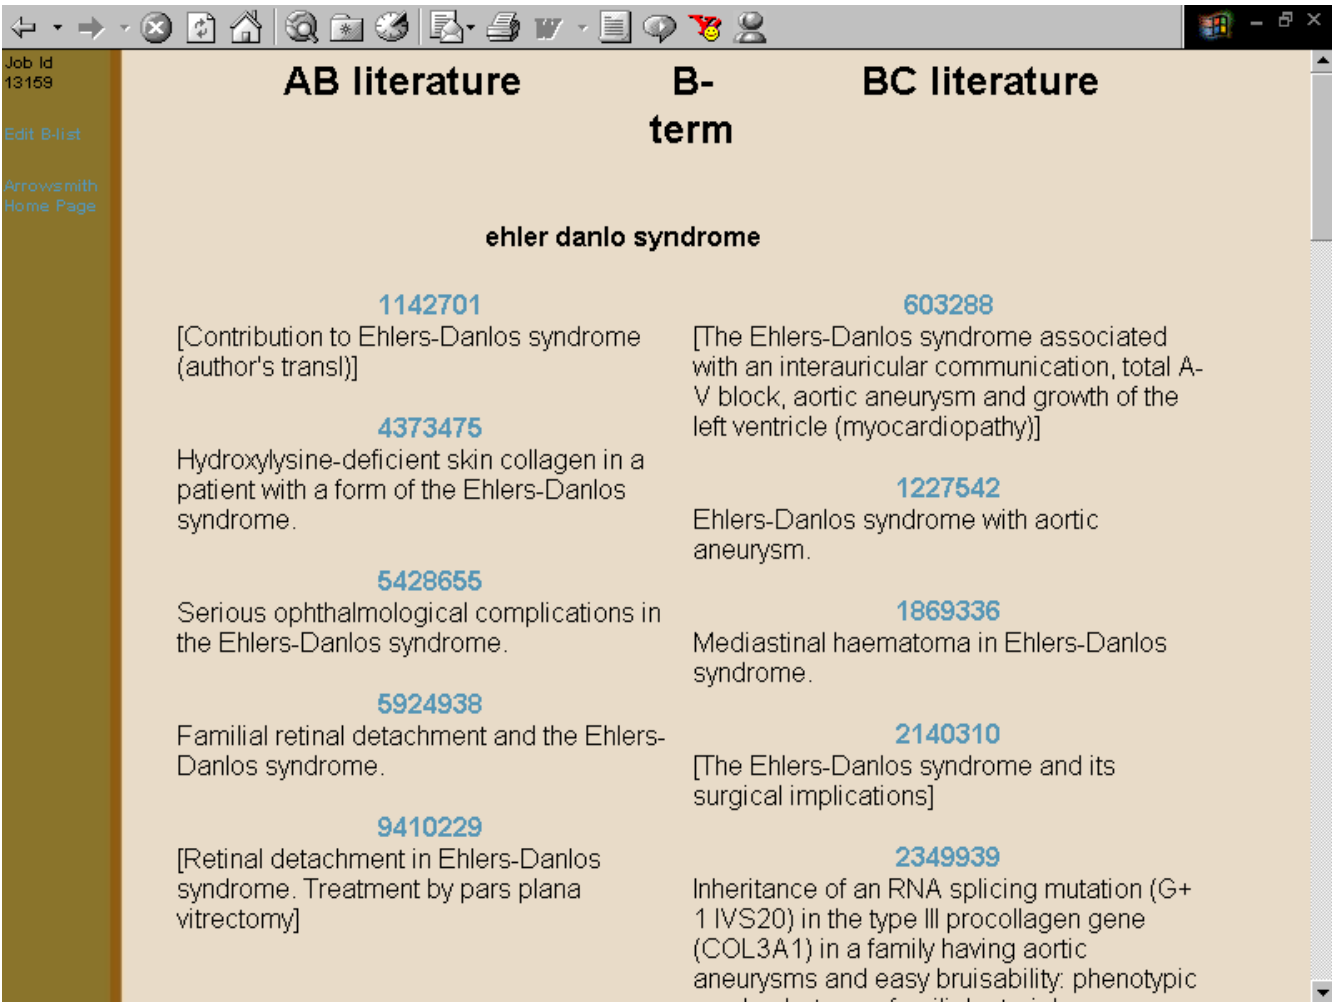 Job Id
13159
Edit B-list
Arrowsmith
Home Page
AB literature
B-
term
BC literature
ehler danlo syndrome
1142701
[Contribution to Ehlers-Danlos syndrome
(author's transl)]
4373475
Hydroxylysine-deficient skin collagen in a
patient with a form of the Ehlers-Danlos
syndrome.
5428655
Serious ophthalmological complications in
the Ehlers-Danlos syndrome.
5924938
Familial retinal detachment and the Ehlers-
Danlos syndrome.
9410229
[Retinal detachment in Ehlers-Danlos
syndrome. Treatment by pars plana
vitrectomy]
603288
[The Ehlers-Danlos syndrome associated
with an interauricular communication, total A-
V block, aortic aneurysm and growth of the
left ventricle (myocardiopathy)]
1227542
Ehlers-Danlos syndrome with aortic
aneurysm.
1869336
Mediastinal haematoma in Ehlers-Danlos
syndrome.
2140310
[The Ehlers-Danlos syndrome and its
surgical implications]
2349939
Inheritance of an RNA splicing mutation (G+
1 IVS20) in the type III procollagen gene
(COL3A1) in a family having aortic
aneurysms and easy bruisability: phenotypic